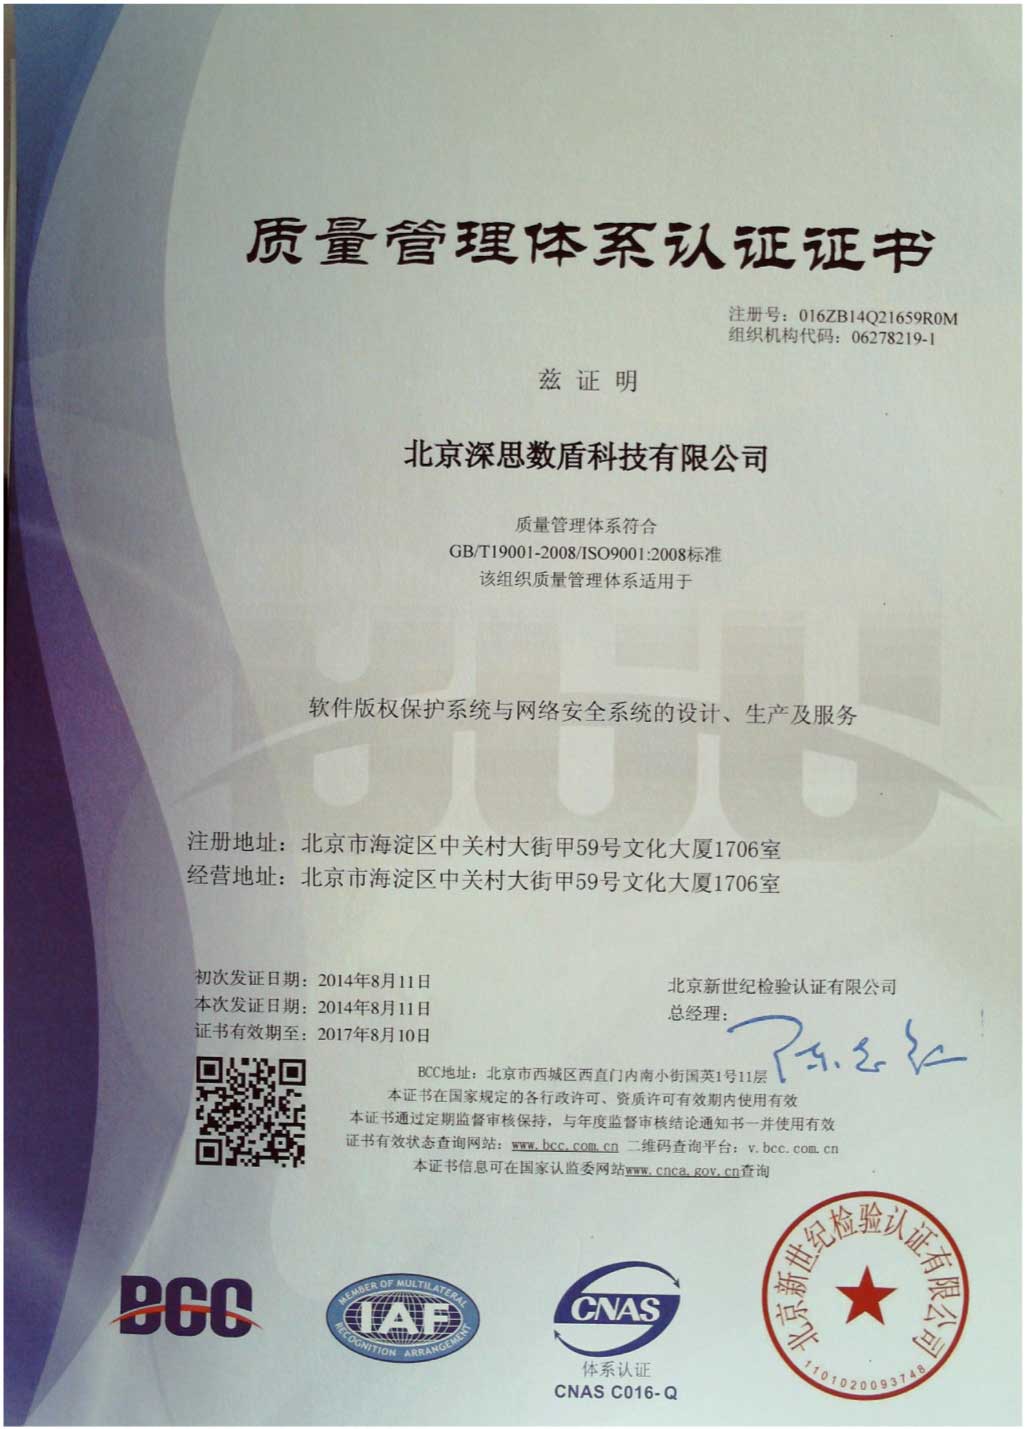 质量管理体系认证证书
注册号：016ZB14Q21659R0M
组织机构代码：06278219-1
兹 证 明
北京深思数盾科技有限公司
质量管理体系符合
GB/T19001-2008/ISO9001:2008标准
该组织质量管理体系适用于
软件版权保护系统与网络安全系统的设计、生产及服务
注册地址：北京市海淀区中关村大街甲59号文化大厦1706室
经营地址：北京市海淀区中关村大街甲59号文化大厦1706室
初次发证日期：2014年8月11日
本次发证日期：2014年8月11日
证书有效期至：2017年8月10日
北京新世纪检验认证有限公司
总经理：
BCC地址：北京市西城区西直门内南小街国英1号11层
本证书在国家规定的各行政许可、资质许可有效期内使用有效
本证书通过定期监督审核保持，与年度监督审核结论通知书一并使用有效
证书有效状态查询网站：www.bcc.com.cn 二维码查询平台：v.bcc.com.cn
本证书信息可在国家认监委网站www.cnca.gov.cn查询
BCC
MEMBER OF MULTILATERAL
IAF
RECOGNITION ARRANGEMENT
CNAS
体系认证
CNAS C016-Q
北京新世纪检验认证有限公司
1101020093748